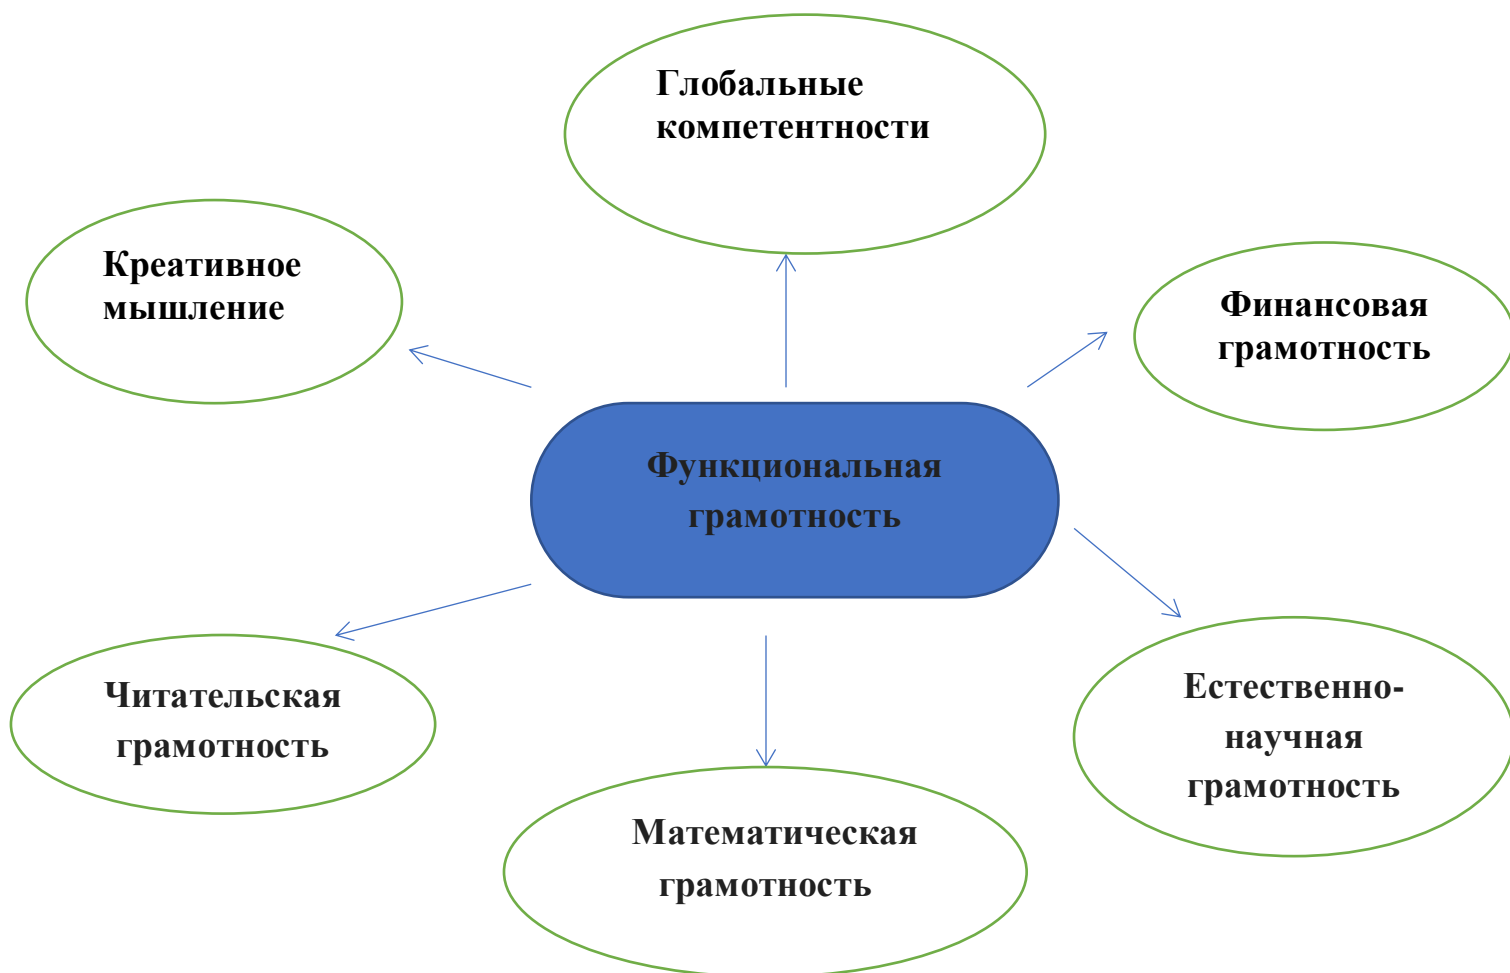 Глобальные
компетентности
Креативное
мышление
Финансовая
грамотность
Функциональная
грамотность
Читательская
грамотность
Естественно-
научная
грамотность
Математическая
грамотность